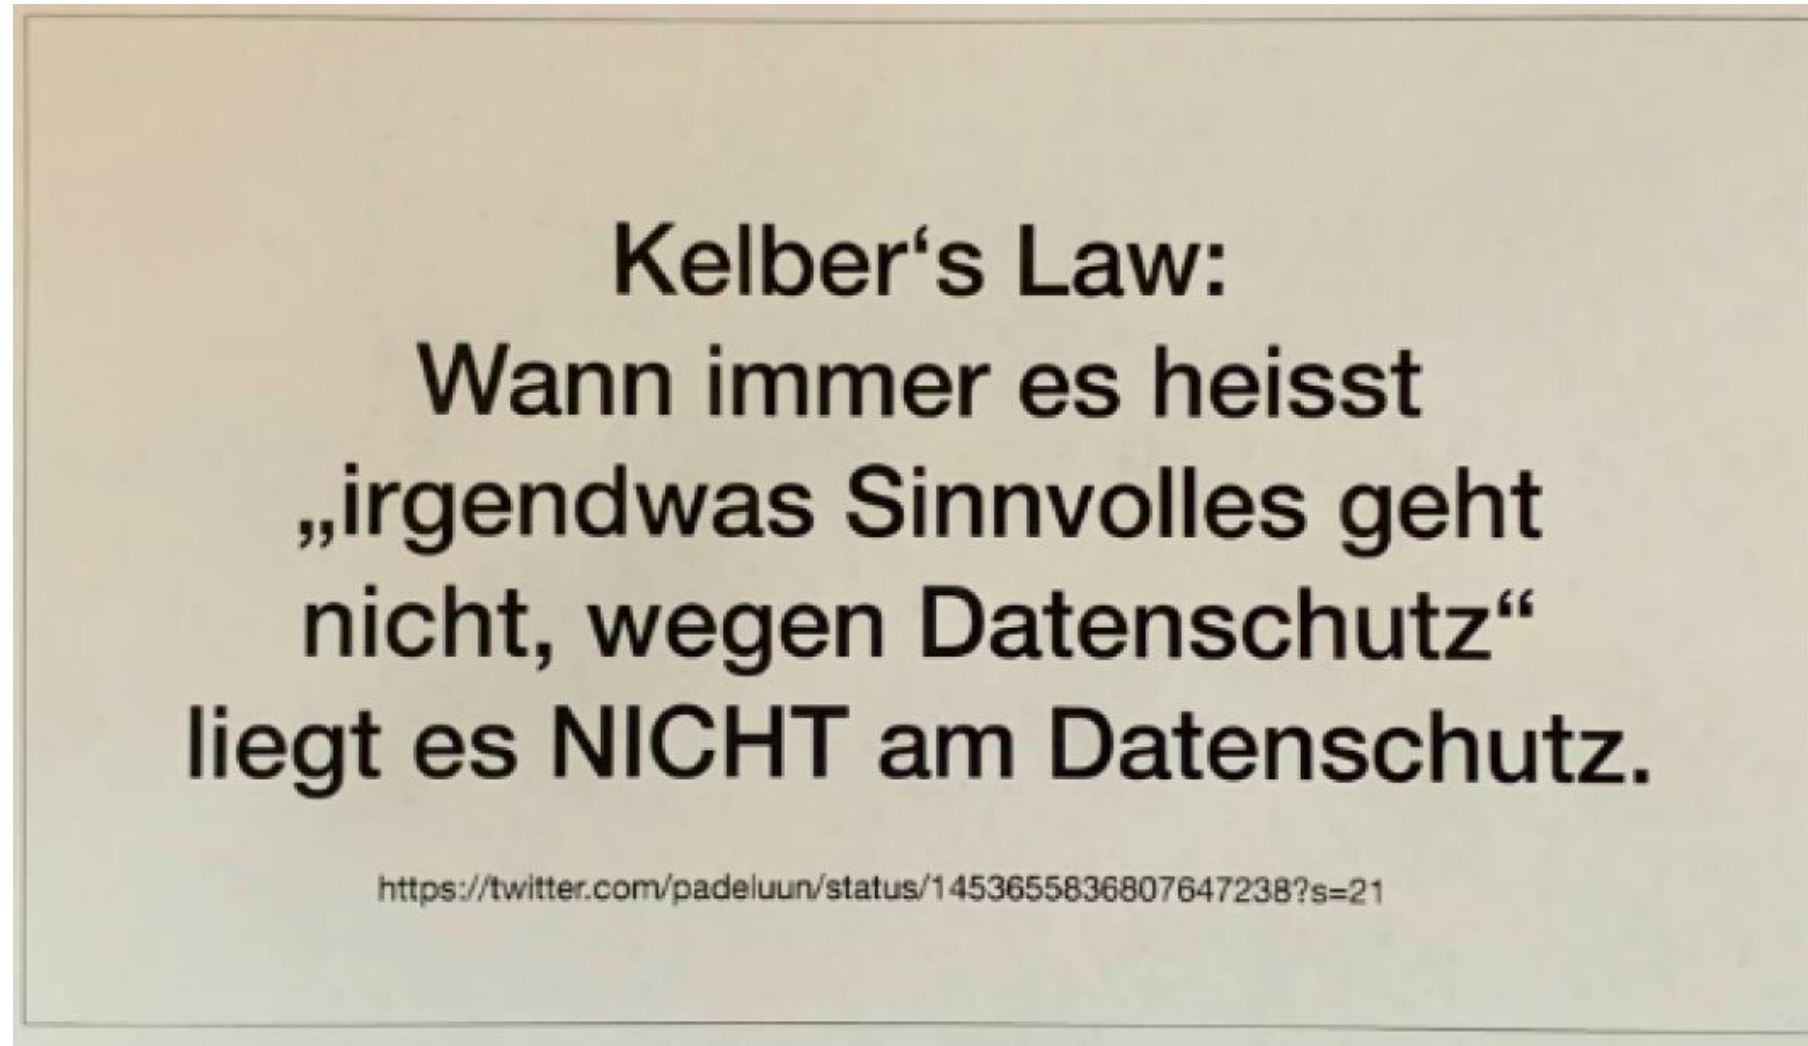 Kelber‘s Law:
Wann immer es heisst
„irgendwas Sinnvolles geht
nicht, wegen Datenschutz“
liegt es NICHT am Datenschutz.
https://twitter.com/padeluun/status/1453655836807647238?s=21